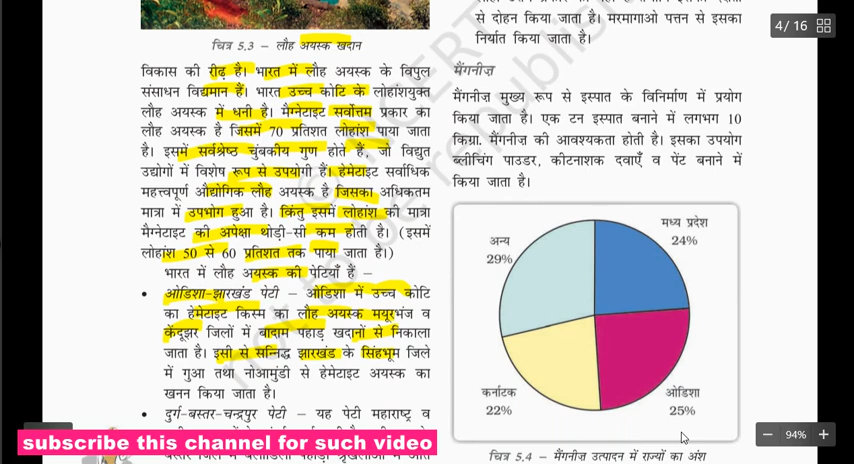 चित्र 5.3 – लौह अयस्क खदान
विकास की रीढ़ है। भारत में लौह अयस्क के विपुल
संसाधन विद्यमान हैं। भारत उच्च कोटि के लोहांशयुक्त
लौह अयस्क में धनी है। मैग्नेटाइट सर्वोत्तम प्रकार का
लौह अयस्क है जिसमें 70 प्रतिशत लोहांश पाया जाता
है। इसमें सर्वश्रेष्ठ चुंबकीय गुण होते हैं, जो विद्युत
उद्योगों में विशेष रूप से उपयोगी हैं। हेमेटाइट सर्वाधिक
महत्त्वपूर्ण औद्योगिक लौह अयस्क है जिसका अधिकतम
मात्रा में उपभोग हुआ है। किंतु इसमें लोहांश की मात्रा
मैग्नेटाइट की अपेक्षा थोड़ी-सी कम होती है। (इसमें
लोहांश 50 से 60 प्रतिशत तक पाया जाता है।)
भारत में लौह अयस्क की पेटियाँ हैं –
• ओडिशा-झारखंड पेटी – ओडिशा में उच्च कोटि
का हेमेटाइट किस्म का लौह अयस्क मयूरभंज व
केंदूझर जिलों में बादाम पहाड़ खदानों से निकाला
जाता है। इसी से सन्निद्ध झारखंड के सिंहभूम जिले
में गुआ तथा नोआमुंडी से हेमेटाइट अयस्क का
खनन किया जाता है।
• दुर्ग-बस्तर-चन्द्रपुर पेटी – यह पेटी महाराष्ट्र व
से दोहन किया जाता है। मरमागाओ पत्तन से इसका
निर्यात किया जाता है।
मैंगनीज़
मैंगनीज़ मुख्य रूप से इस्पात के विनिर्माण में प्रयोग
किया जाता है। एक टन इस्पात बनाने में लगभग 10
किग्रा. मैंगनीज़ की आवश्यकता होती है। इसका उपयोग
ब्लीचिंग पाउडर, कीटनाशक दवाएँ व पेंट बनाने में
किया जाता है।
मध्य प्रदेश
24%
अन्य
29%
कर्नाटक
22%
ओडिशा
25%
चित्र 5.4 – मैंगनीज़ उत्पादन में राज्यों का अंश
4 / 16
94%
subscribe this channel for such video